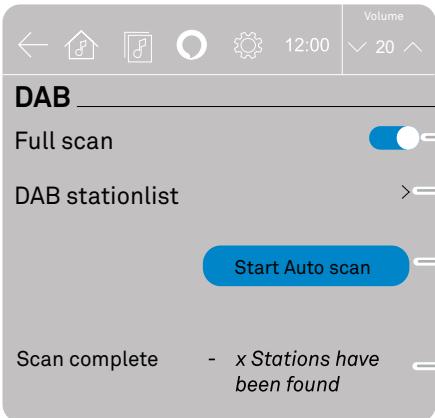 Volume
12:00
20
DAB
Full scan
DAB stationlist
Start Auto scan
Scan complete - x Stations have
been found